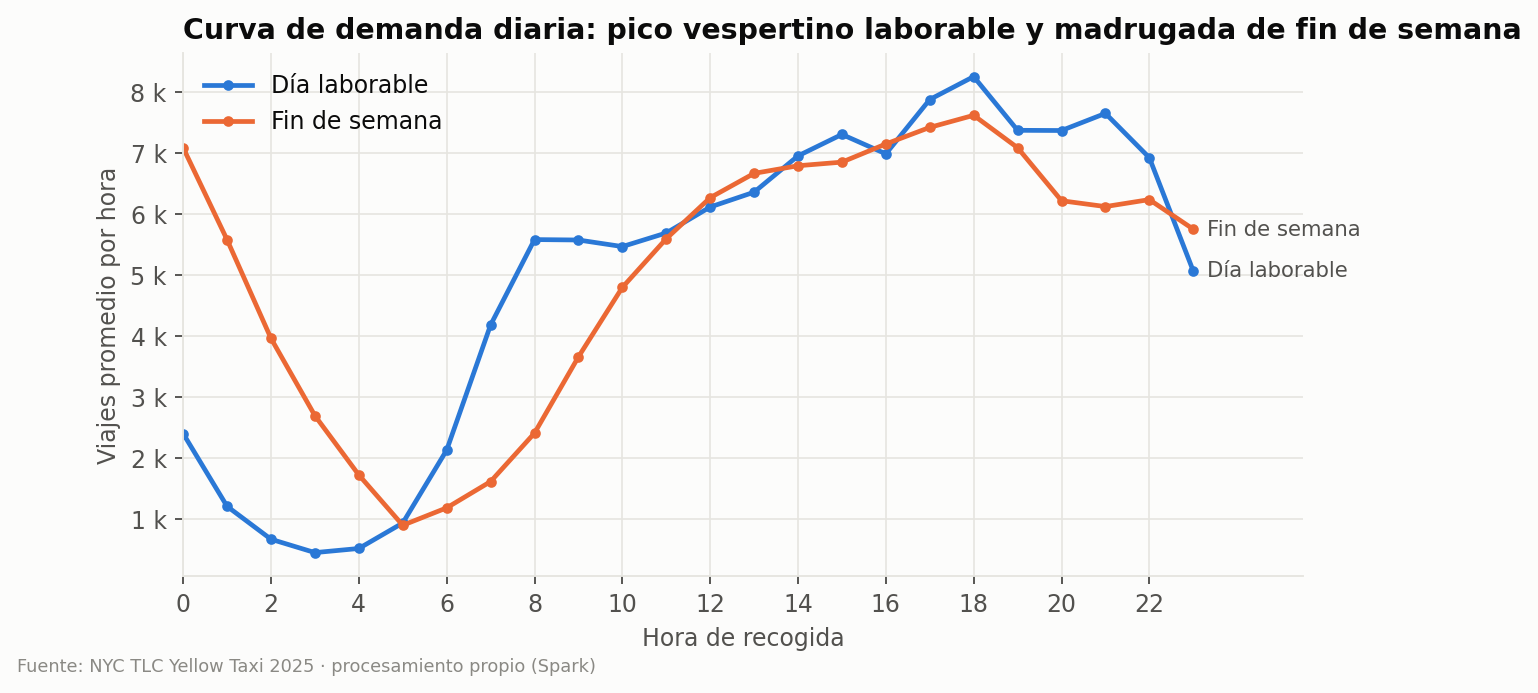 Curva de demanda diaria: pico vespertino laborable y madrugada de fin de semana
Día laborable
Fin de semana
8 k
7 k
6 k
5 k
4 k
3 k
2 k
1 k
Viajes promedio por hora
Fin de semana
Día laborable
0 2 4 6 8 10 12 14 16 18 20 22
Hora de recogida
Fuente: NYC TLC Yellow Taxi 2025 · procesamiento propio (Spark)